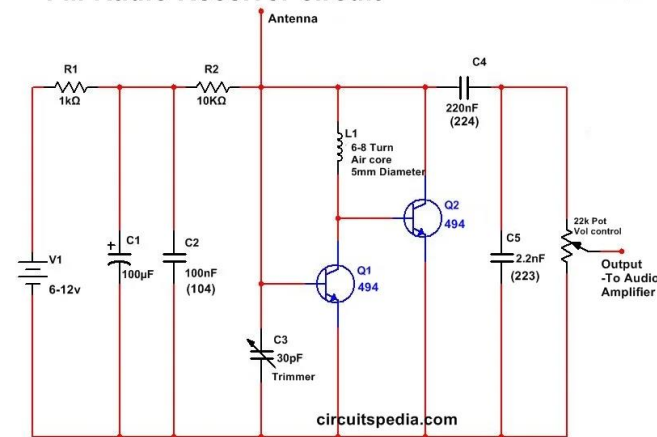 Antenna
R1
1kΩ
R2
10KΩ
C4
220nF
(224)
L1
6-8 Turn
Air core
5mm Diameter
Q2
494
22k Pot
Vol control
C1
+
100µF
C2
100nF
(104)
V1
6-12v
Q1
494
C5
2.2nF
(223)
Output
-To Audio
Amplifier
C3
30pF
Trimmer
circuitspedia.com